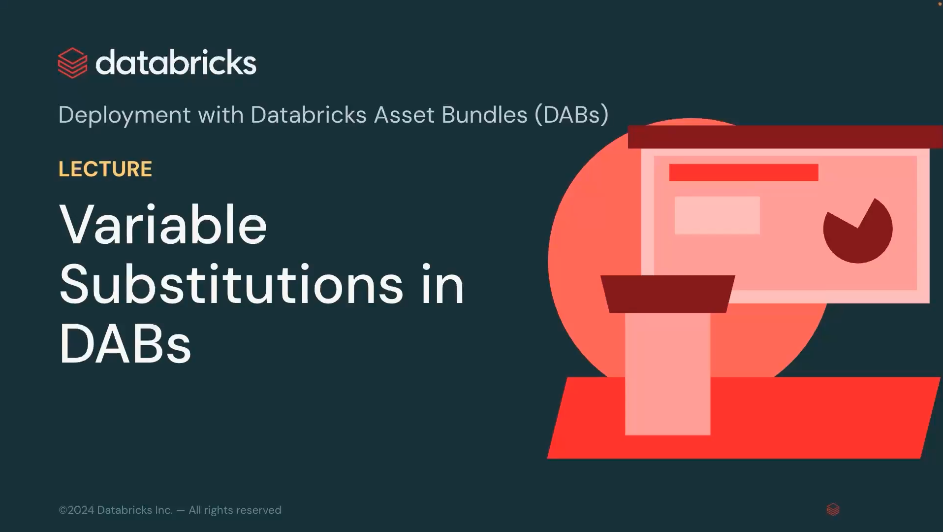 databricks
Deployment with Databricks Asset Bundles (DABs)
LECTURE
Variable
Substitutions in
DABs
©2024 Databricks Inc. — All rights reserved